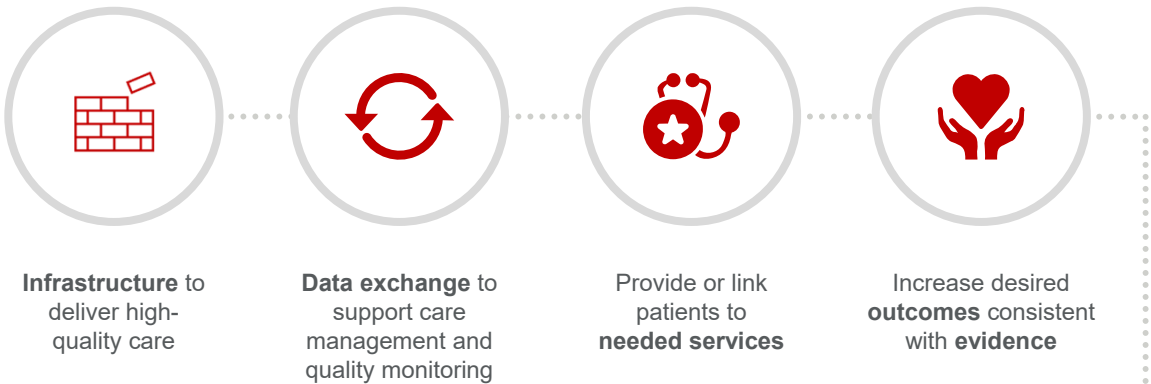 Infrastructure to
deliver high-
quality care
Data exchange to
support care
management and
quality monitoring
Provide or link
patients to
needed services
Increase desired
outcomes consistent
with evidence